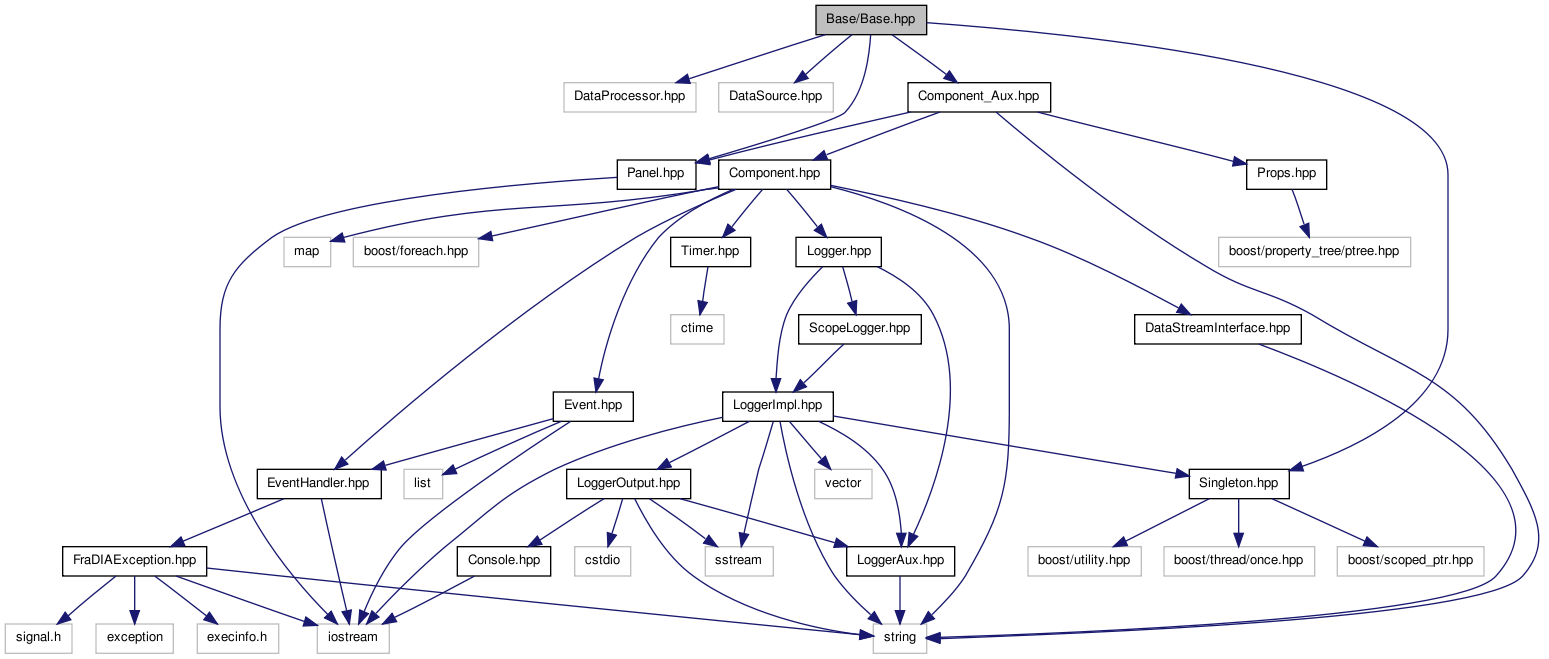 Base/Base.hpp
DataProcessor.hpp
DataSource.hpp
Component_Aux.hpp
Panel.hpp
Component.hpp
Props.hpp
map
boost/foreach.hpp
Timer.hpp
Logger.hpp
boost/property_tree/ptree.hpp
ctime
ScopeLogger.hpp
DataStreamInterface.hpp
Event.hpp
LoggerImpl.hpp
EventHandler.hpp
list
LoggerOutput.hpp
vector
Singleton.hpp
FraDIAException.hpp
Console.hpp
cstdio
sstream
LoggerAux.hpp
boost/utility.hpp
boost/thread/once.hpp
boost/scoped_ptr.hpp
signal.h
exception
execinfo.h
iostream
string